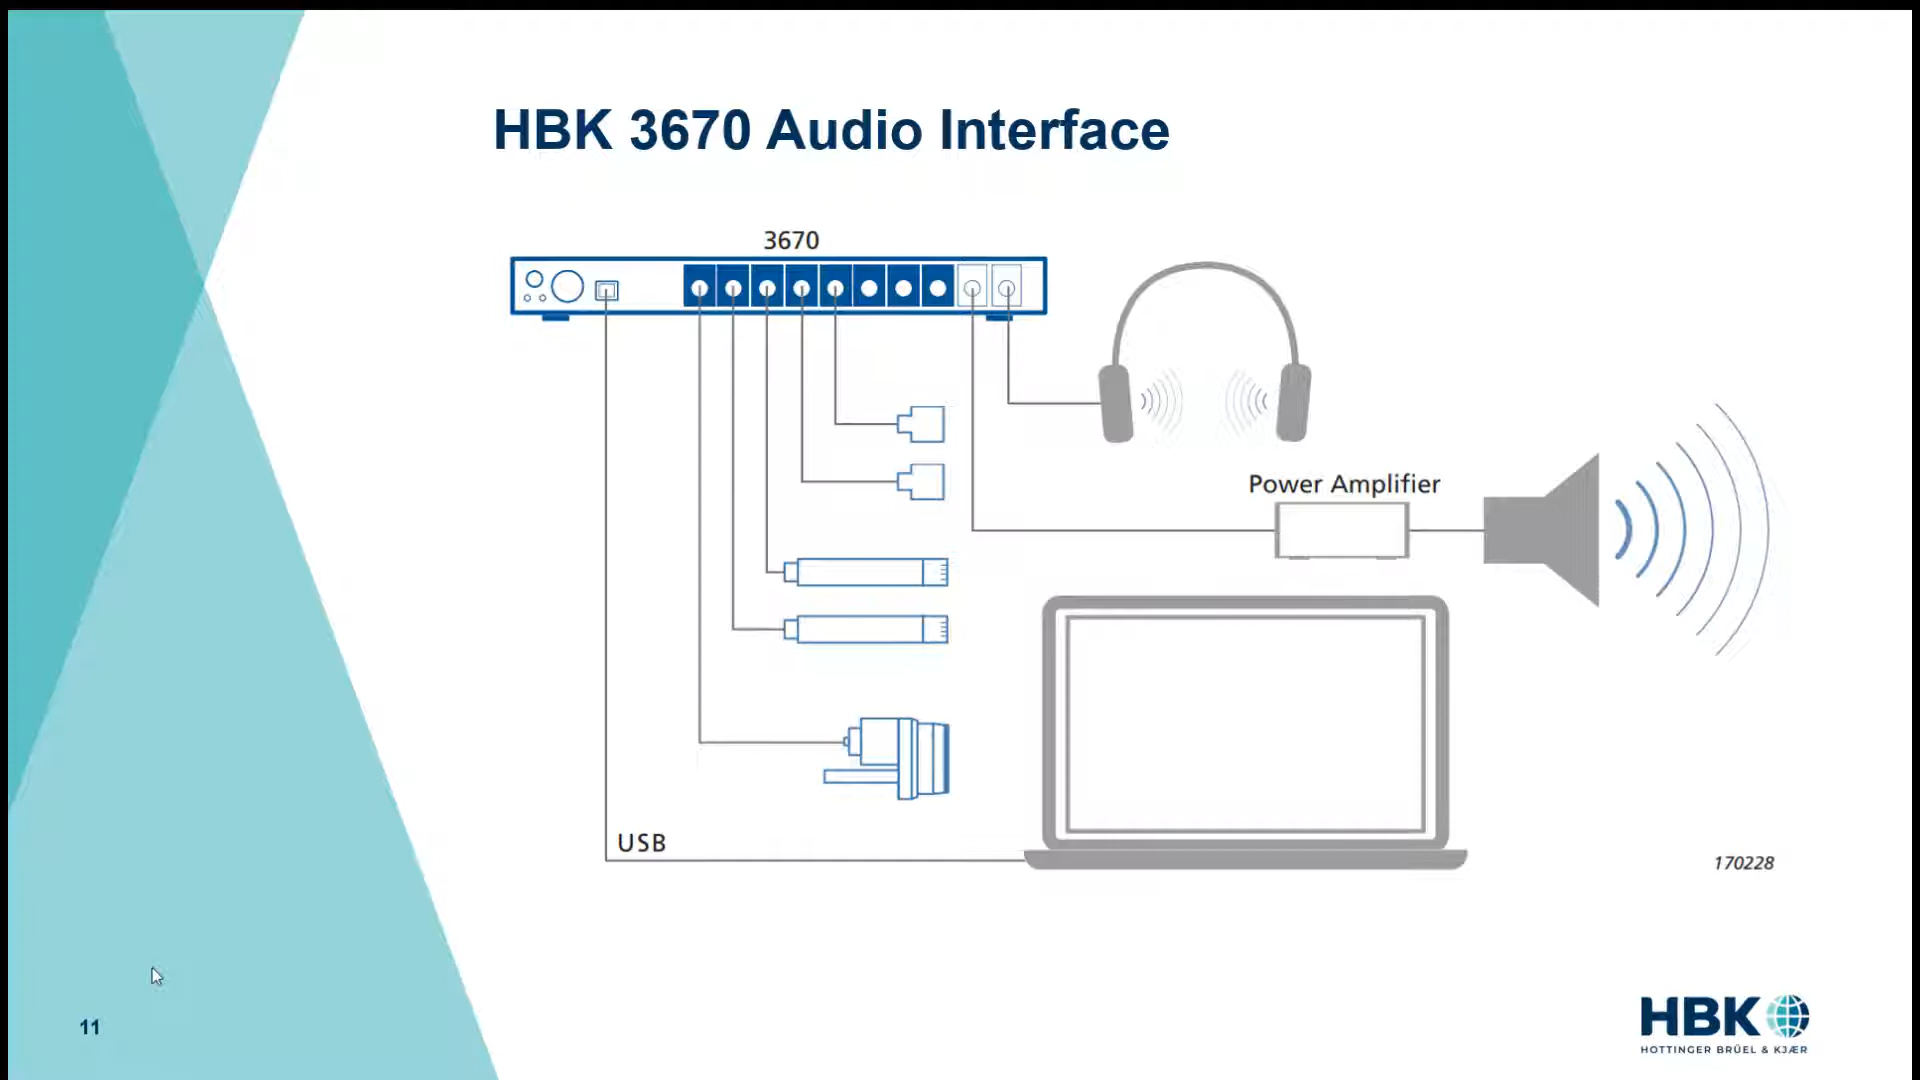 HBK 3670 Audio Interface
3670
Power Amplifier
USB
170228
11
HBK
HOTTINGER BRÜEL & KJÆR